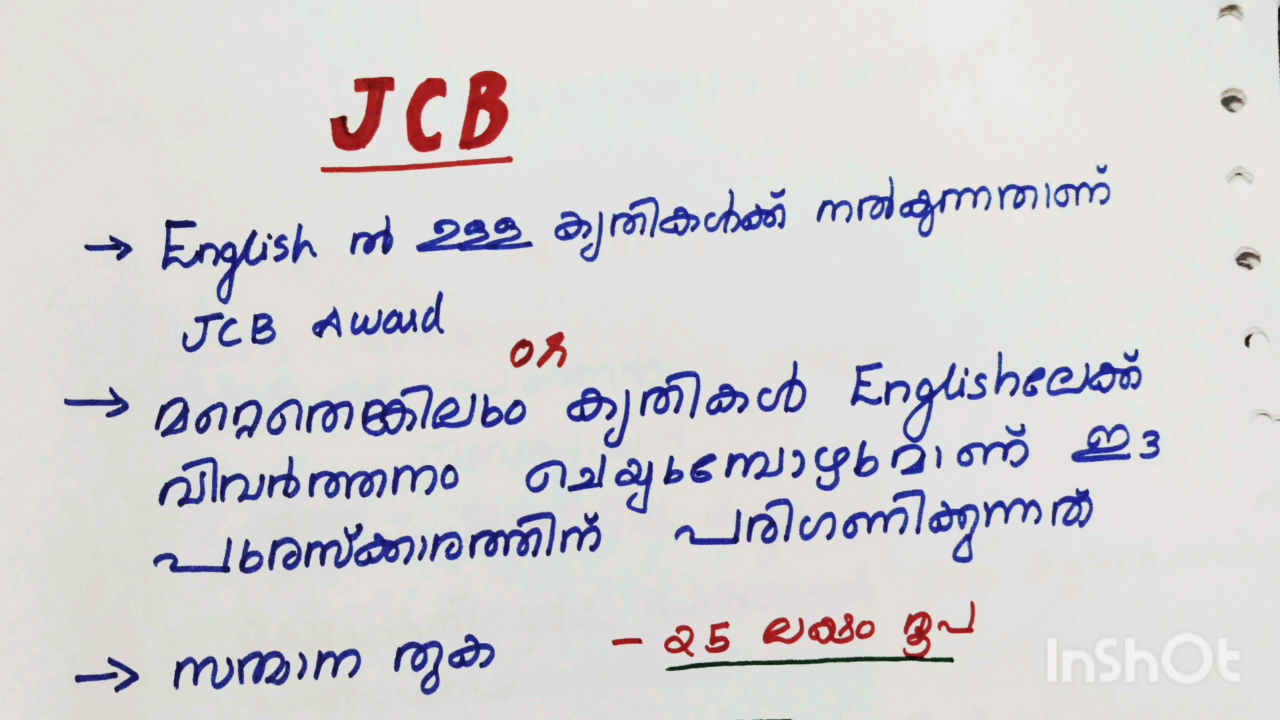 JCB
→ English ൽ ഉള്ള കൃതികൾക്ക് നൽകുന്നതാണ്
JCB Award
or
→ മറ്റെതെങ്കിലും കൃതികൾ Englishലേക്ക്
വിവർത്തനം ചെയ്യുമ്പോഴുമാണ് ഈ
പുരസ്ക്കാരത്തിന് പരിഗണിക്കുന്നത്
→ സമ്മാന തുക - 25 ലക്ഷം രൂപ
InShOt